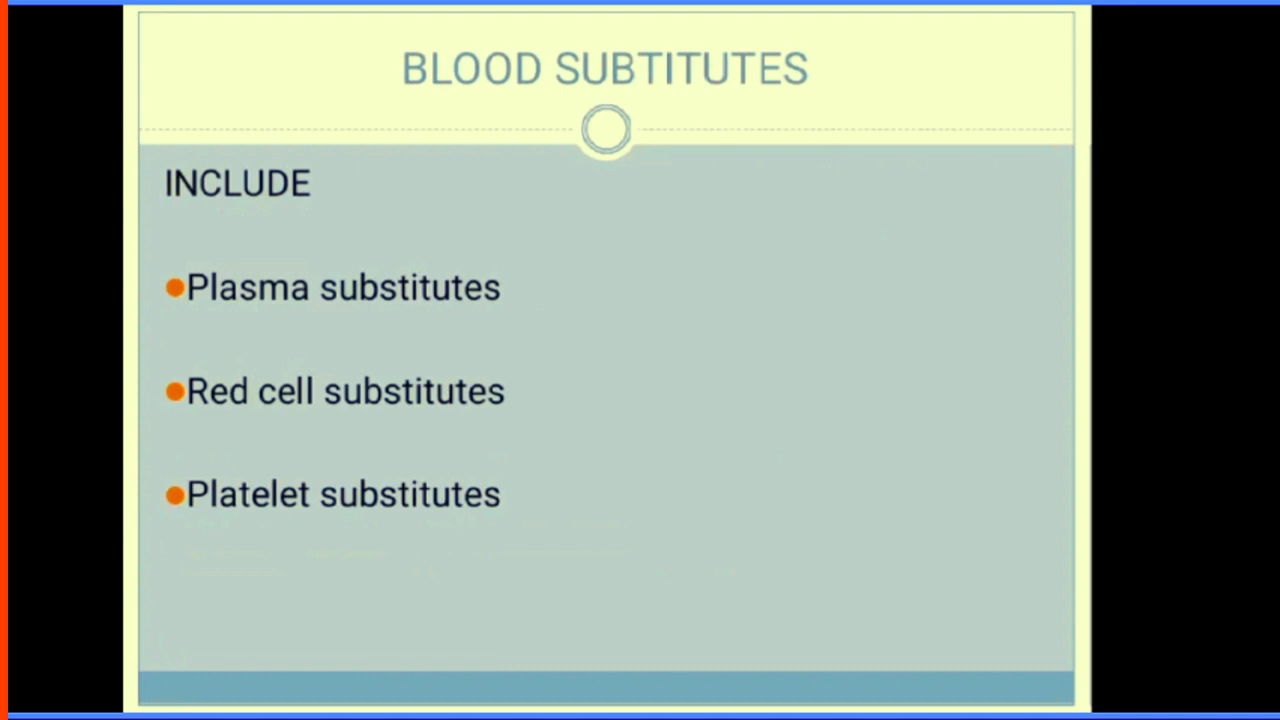 BLOOD SUBTITUTES
INCLUDE
Plasma substitutes
Red cell substitutes
Platelet substitutes